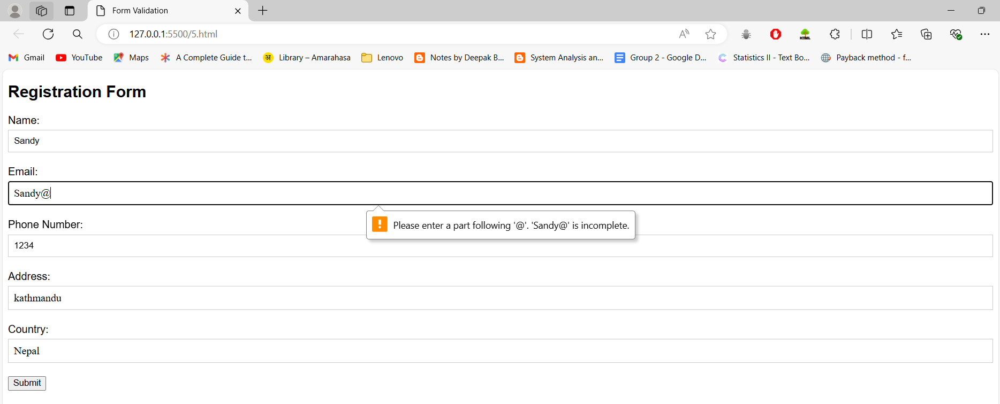 Form Validation
127.0.0.1:5500/5.html
Gmail YouTube Maps A Complete Guide t... अ Library – Amarahasa Lenovo Notes by Deepak B... System Analysis an... Group 2 - Google D... Statistics II - Text Bo... Payback method - f...
Registration Form
Name:
Sandy
Email:
Sandy@
Please enter a part following '@'. 'Sandy@' is incomplete.
Phone Number:
1234
Address:
kathmandu
Country:
Nepal
Submit